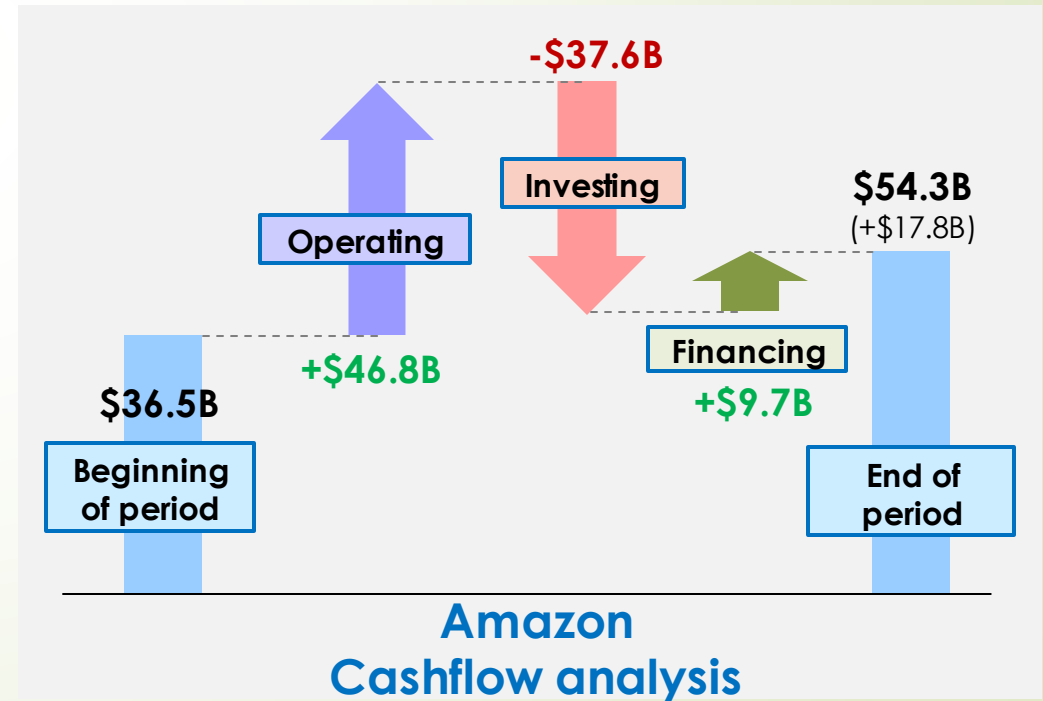 -$37.6B
Investing
$54.3B
(+$17.8B)
Operating
Financing
+$46.8B
+$9.7B
$36.5B
Beginning
of period
End of
period
Amazon
Cashflow analysis